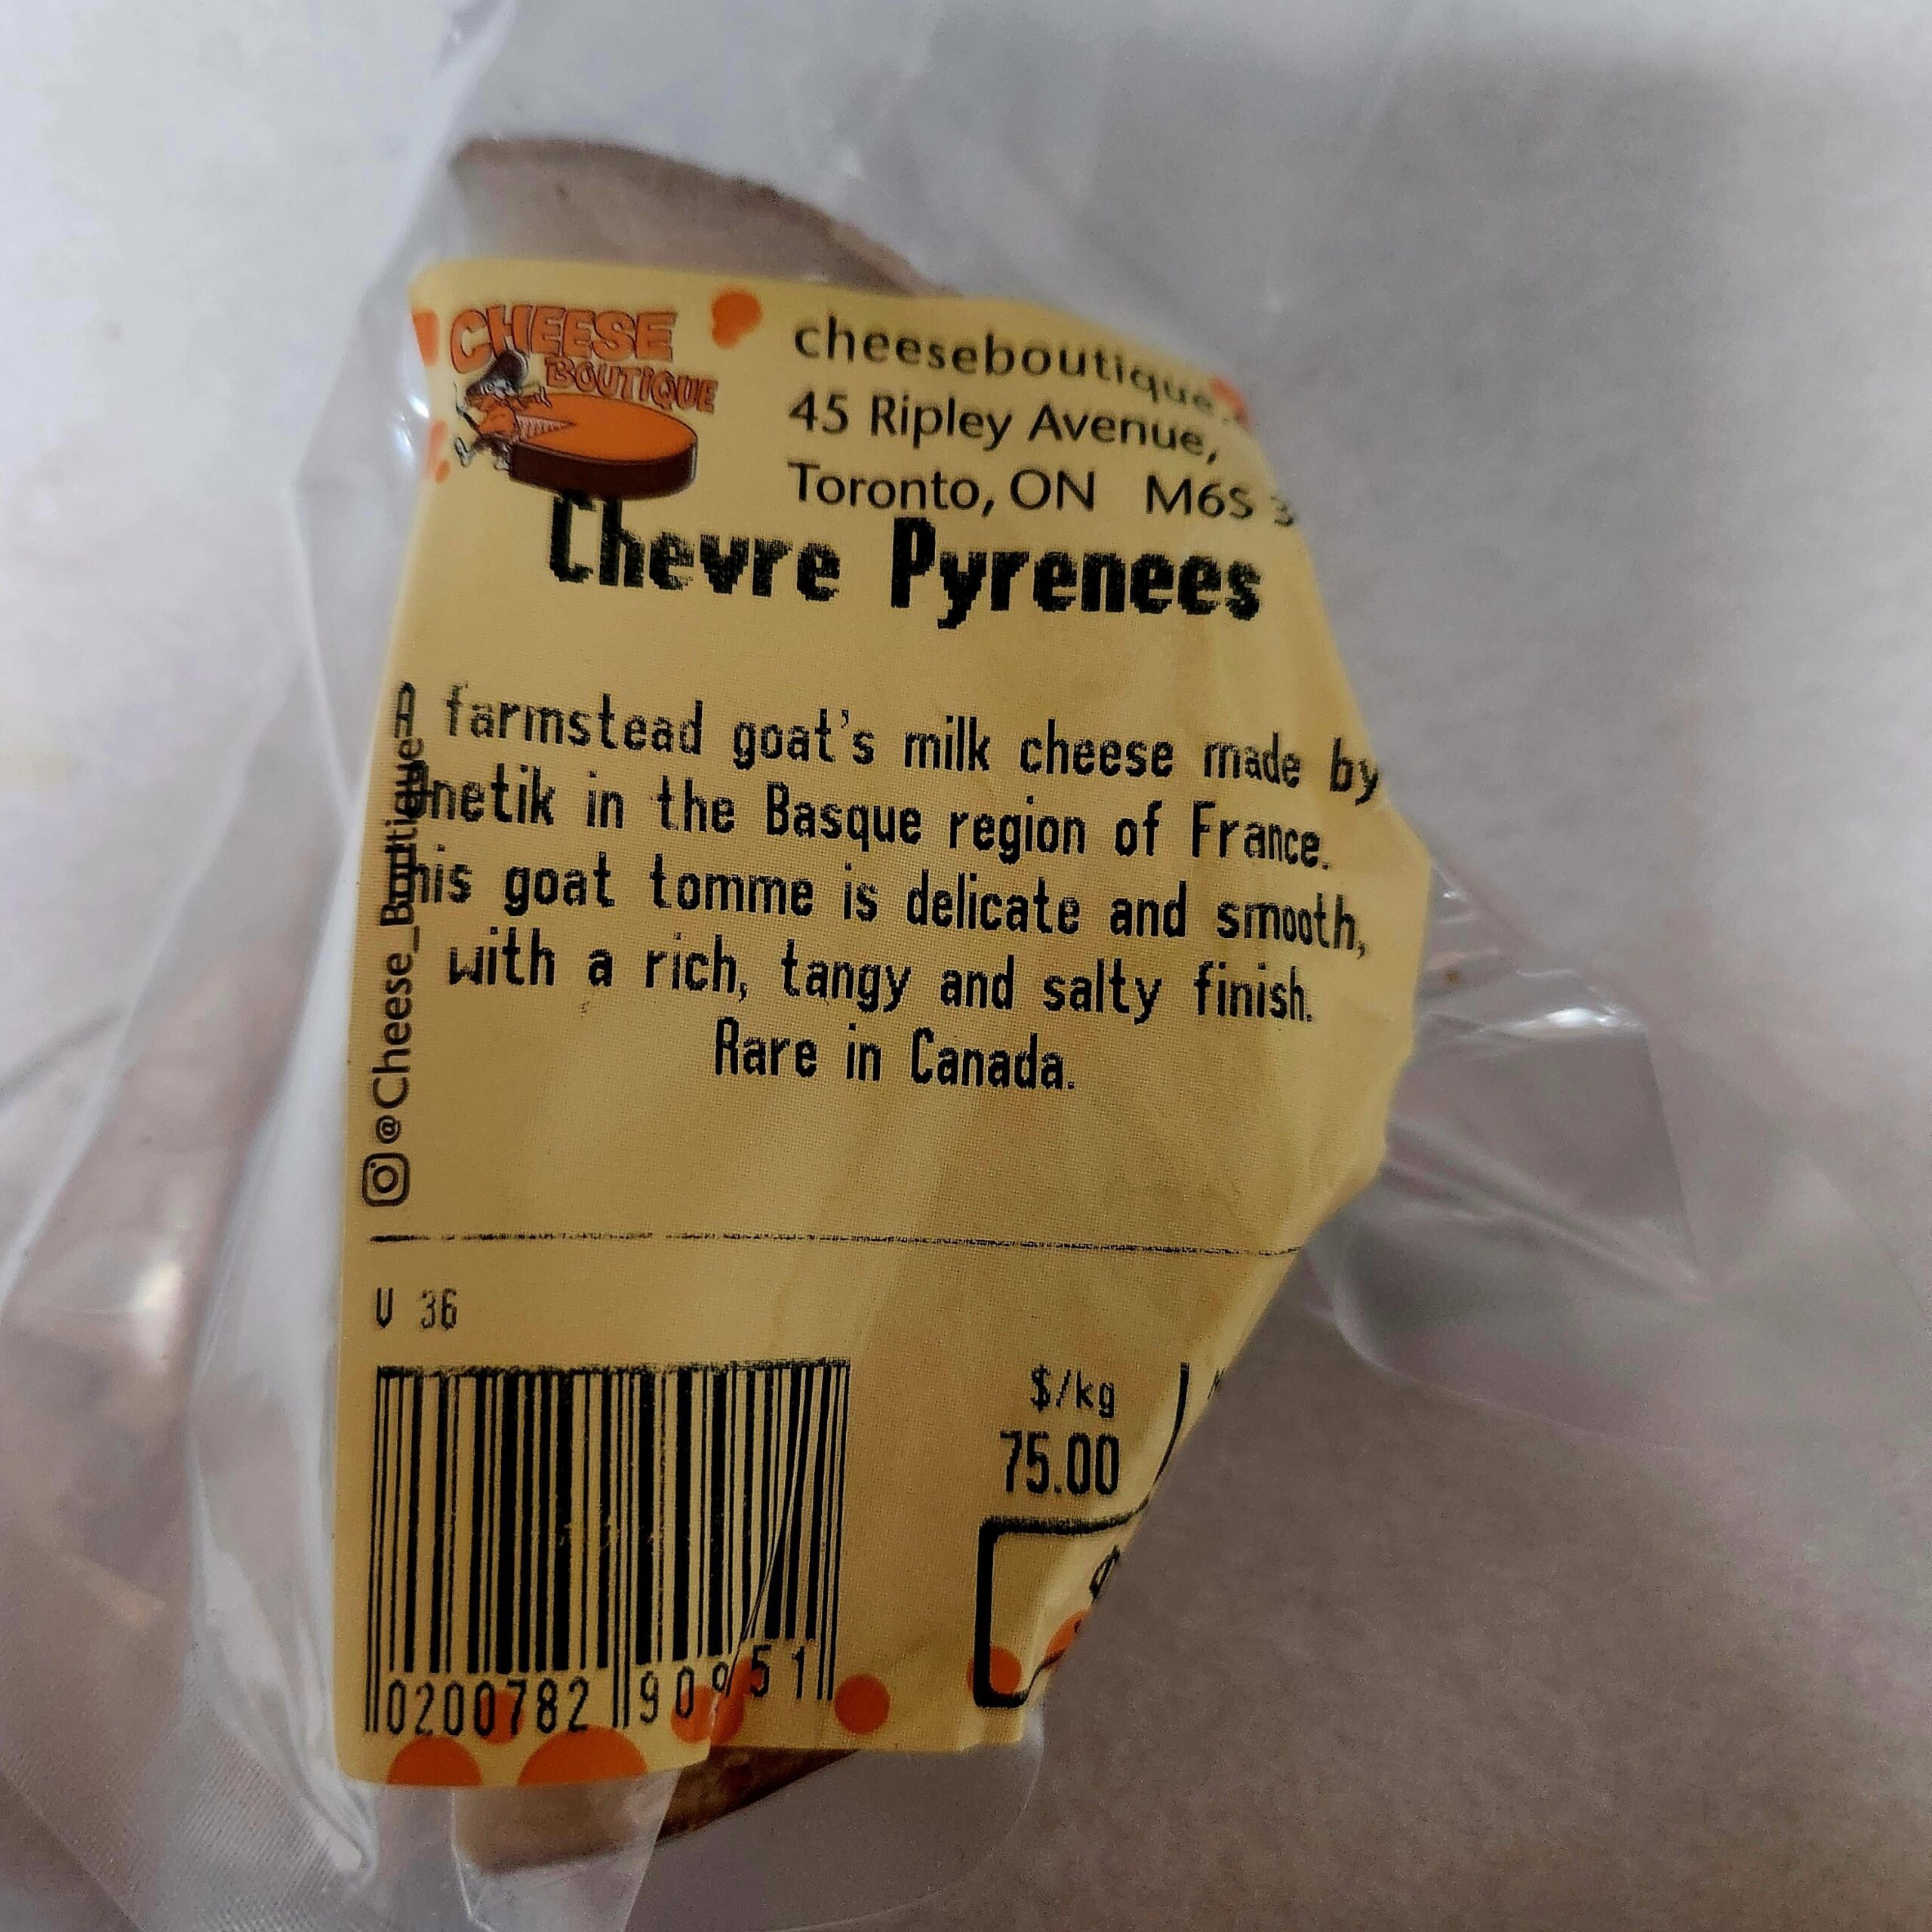 CHEESE
BOUTIQUE
cheeseboutique.
45 Ripley Avenue,
Toronto, ON M6S 3
Chevre Pyrenees
A farmstead goat's milk cheese made by
netik in the Basque region of France.
his goat tomme is delicate and smooth,
with a rich, tangy and salty finish.
Rare in Canada.
@Cheese_Boutique
V 36
$/kg
75.00
0200782 90951